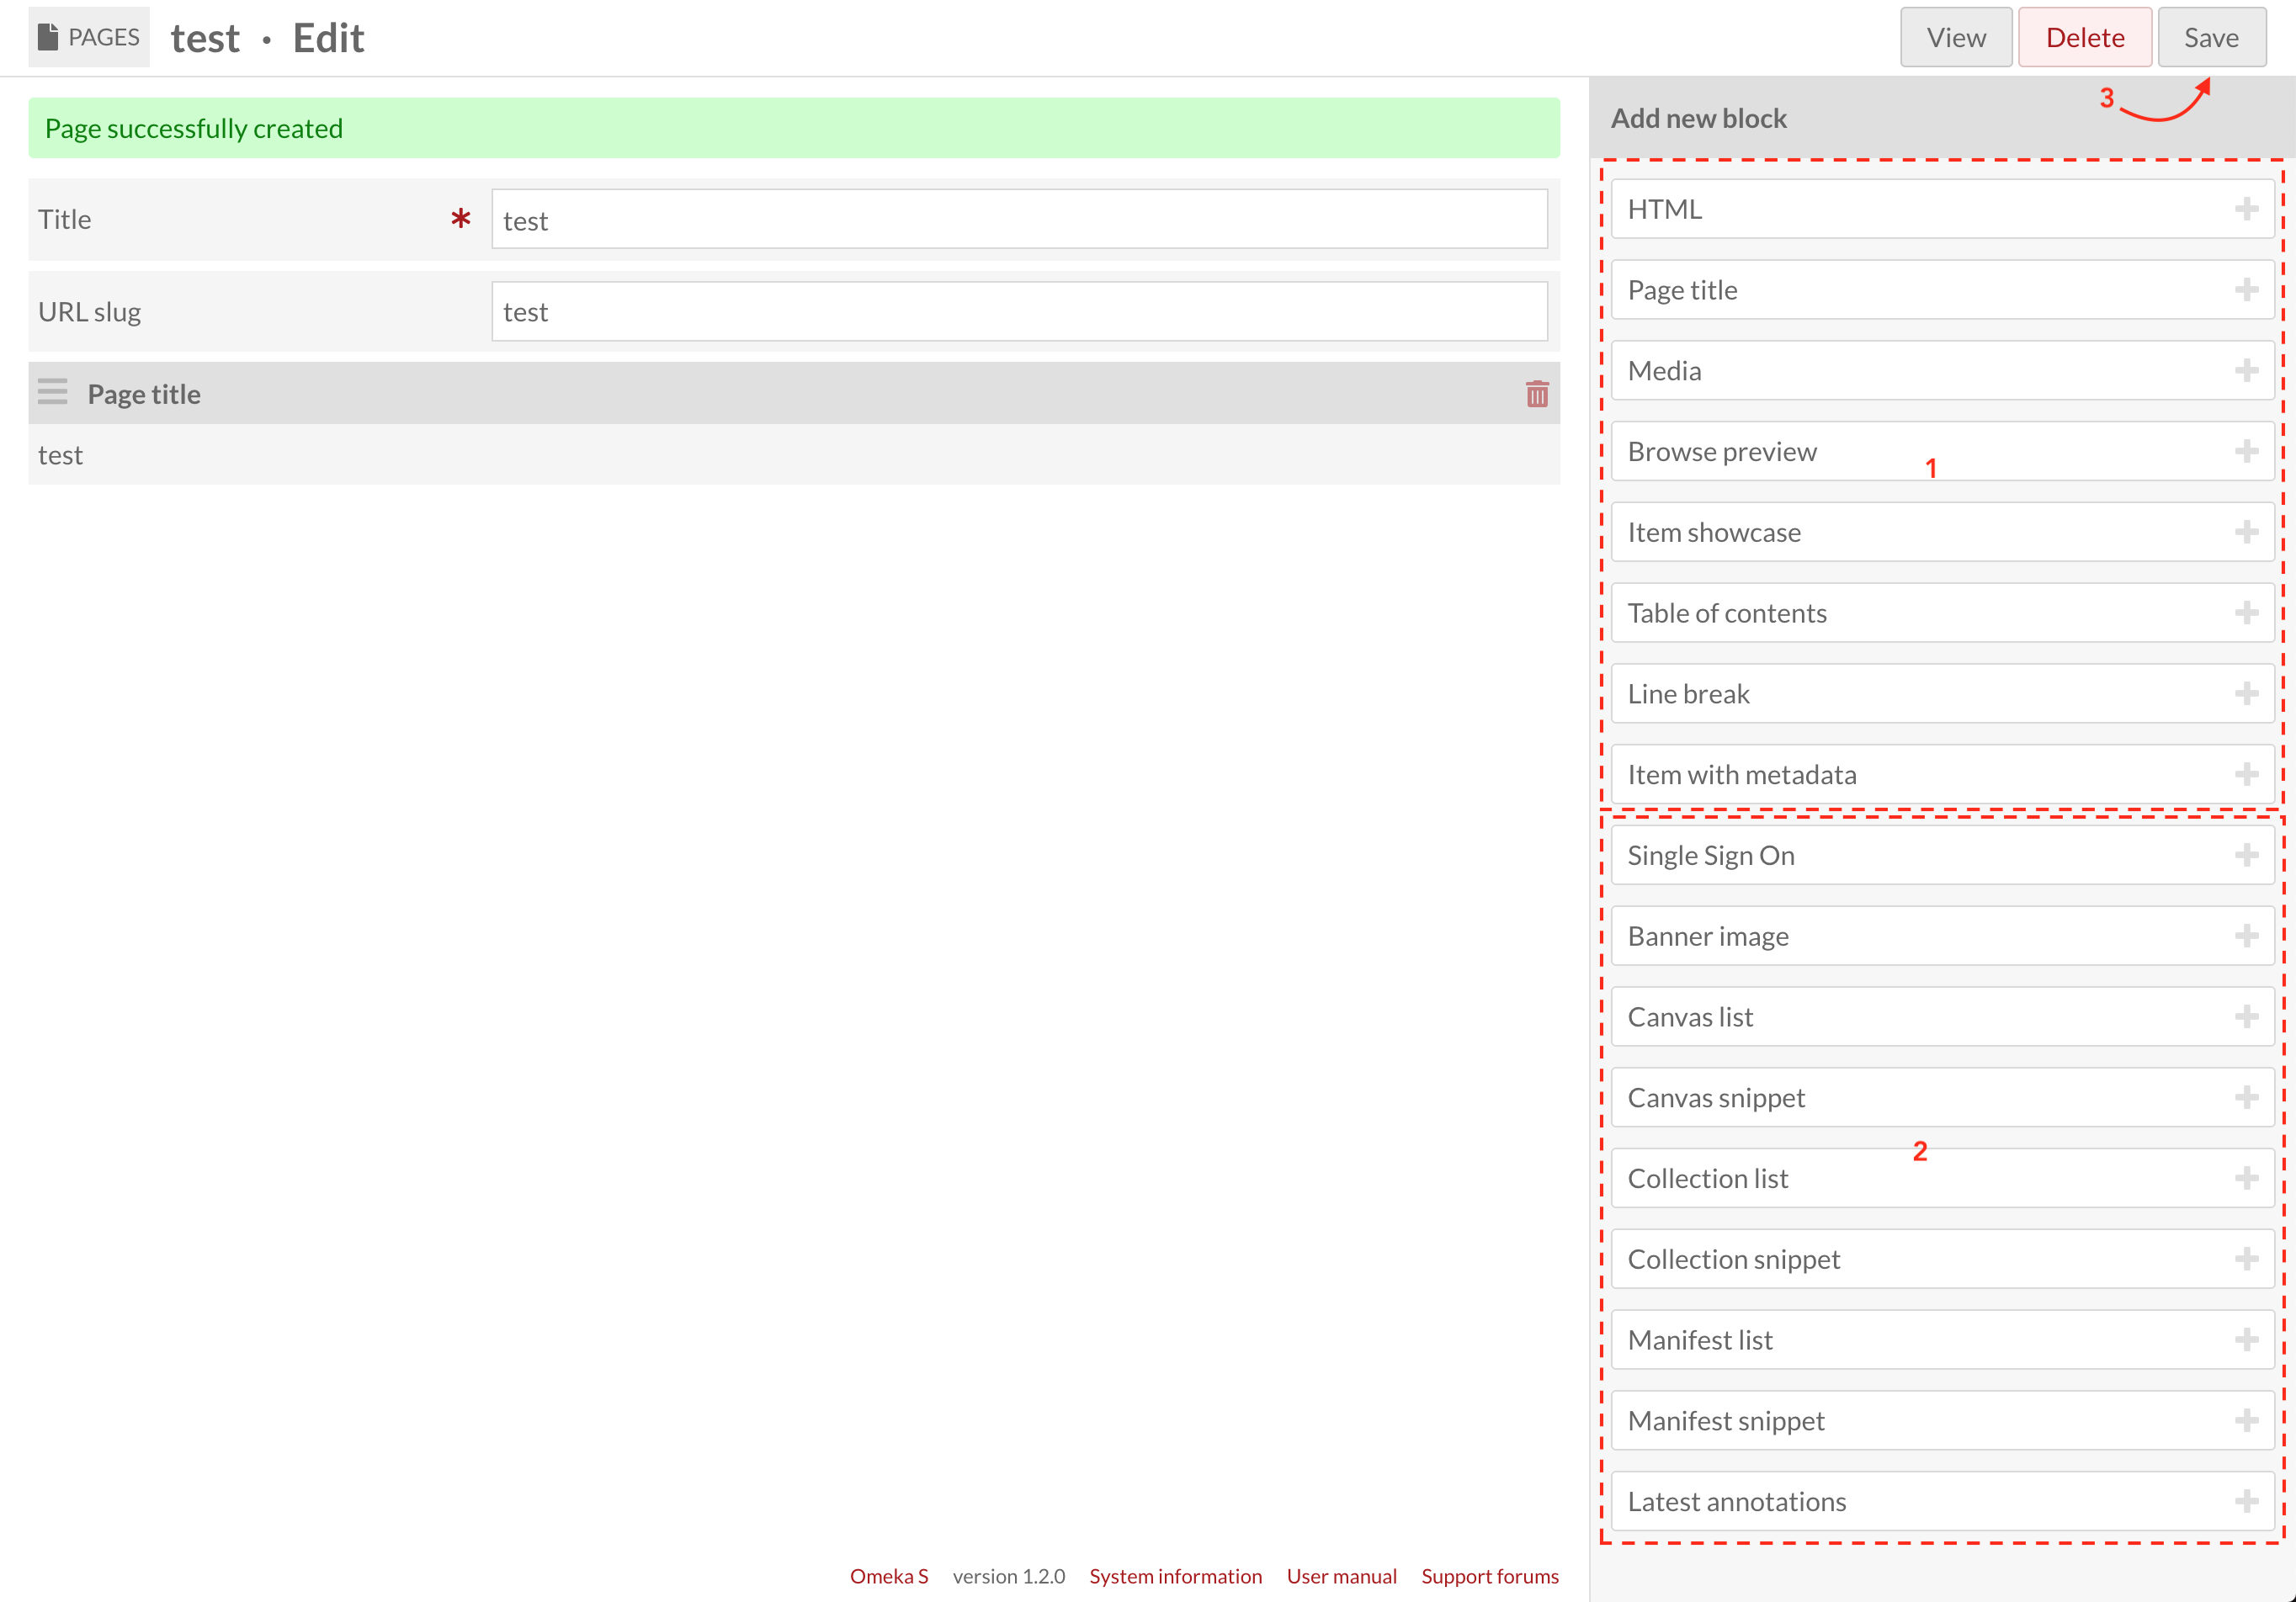 PAGES test · Edit
View Delete Save
3
Page successfully created
Add new block
Title * test
URL slug test
Page title
test
HTML
Page title
Media
Browse preview
1
Item showcase
Table of contents
Line break
Item with metadata
Single Sign On
Banner image
Canvas list
Canvas snippet
2
Collection list
Collection snippet
Manifest list
Manifest snippet
Latest annotations
Omeka S version 1.2.0 System information User manual Support forums